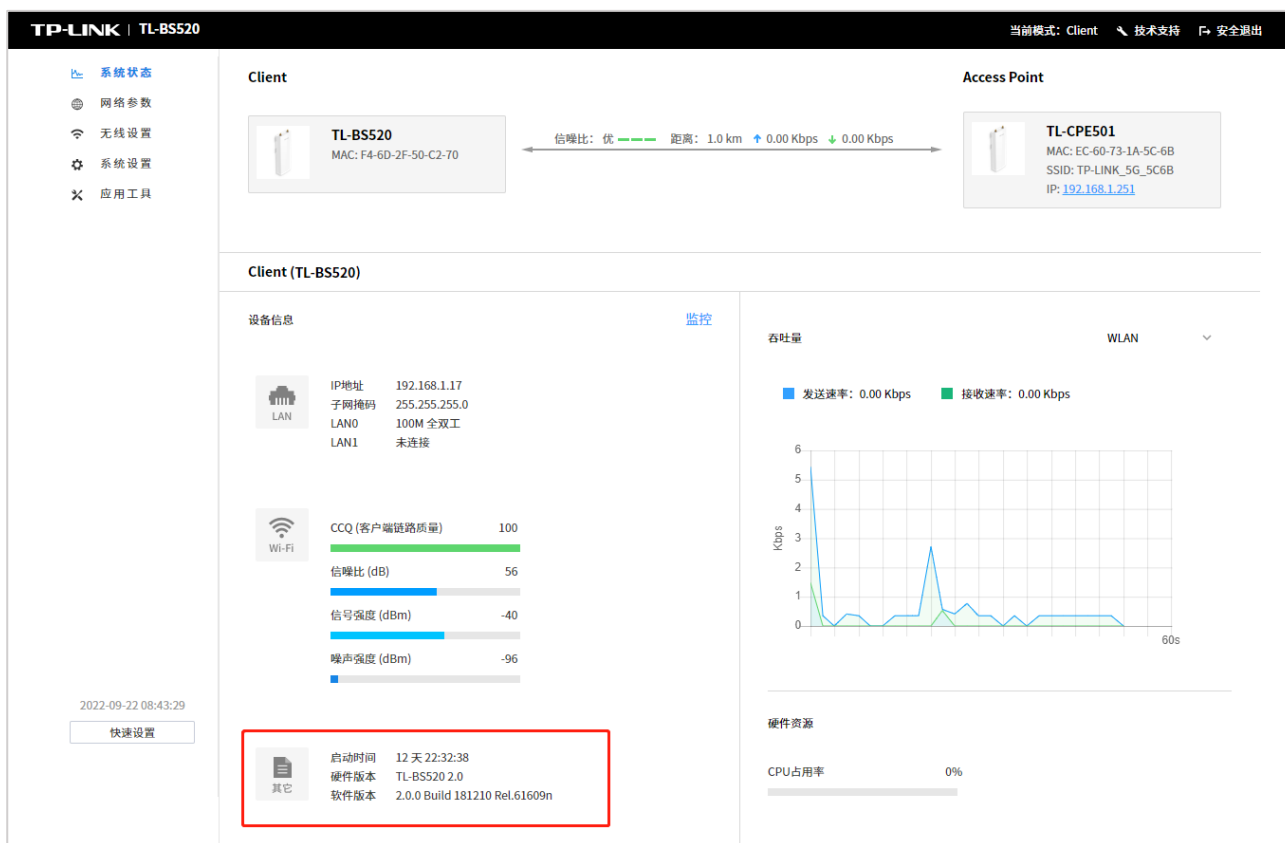 TP-LINK | TL-BS520
当前模式：Client 技术支持 安全退出
系统状态
网络参数
无线设置
系统设置
应用工具
2022-09-22 08:43:29
快速设置
Client
TL-BS520
MAC: F4-6D-2F-50-C2-70
信噪比： 优 距离： 1.0 km 0.00 Kbps 0.00 Kbps
Access Point
TL-CPE501
MAC: EC-60-73-1A-5C-6B
SSID: TP-LINK_5G_5C6B
IP: 192.168.1.251
Client (TL-BS520)
设备信息 监控
LAN
IP地址 192.168.1.17
子网掩码 255.255.255.0
LAN0 100M 全双工
LAN1 未连接
Wi-Fi
CCQ (客户端链路质量) 100
信噪比 (dB) 56
信号强度 (dBm) -40
噪声强度 (dBm) -96
其它
启动时间 12 天 22:32:38
硬件版本 TL-BS520 2.0
软件版本 2.0.0 Build 181210 Rel.61609n
吞吐量 WLAN
发送速率：0.00 Kbps 接收速率：0.00 Kbps
Kbps
6
5
4
3
2
1
0
60s
硬件资源
CPU占用率 0%